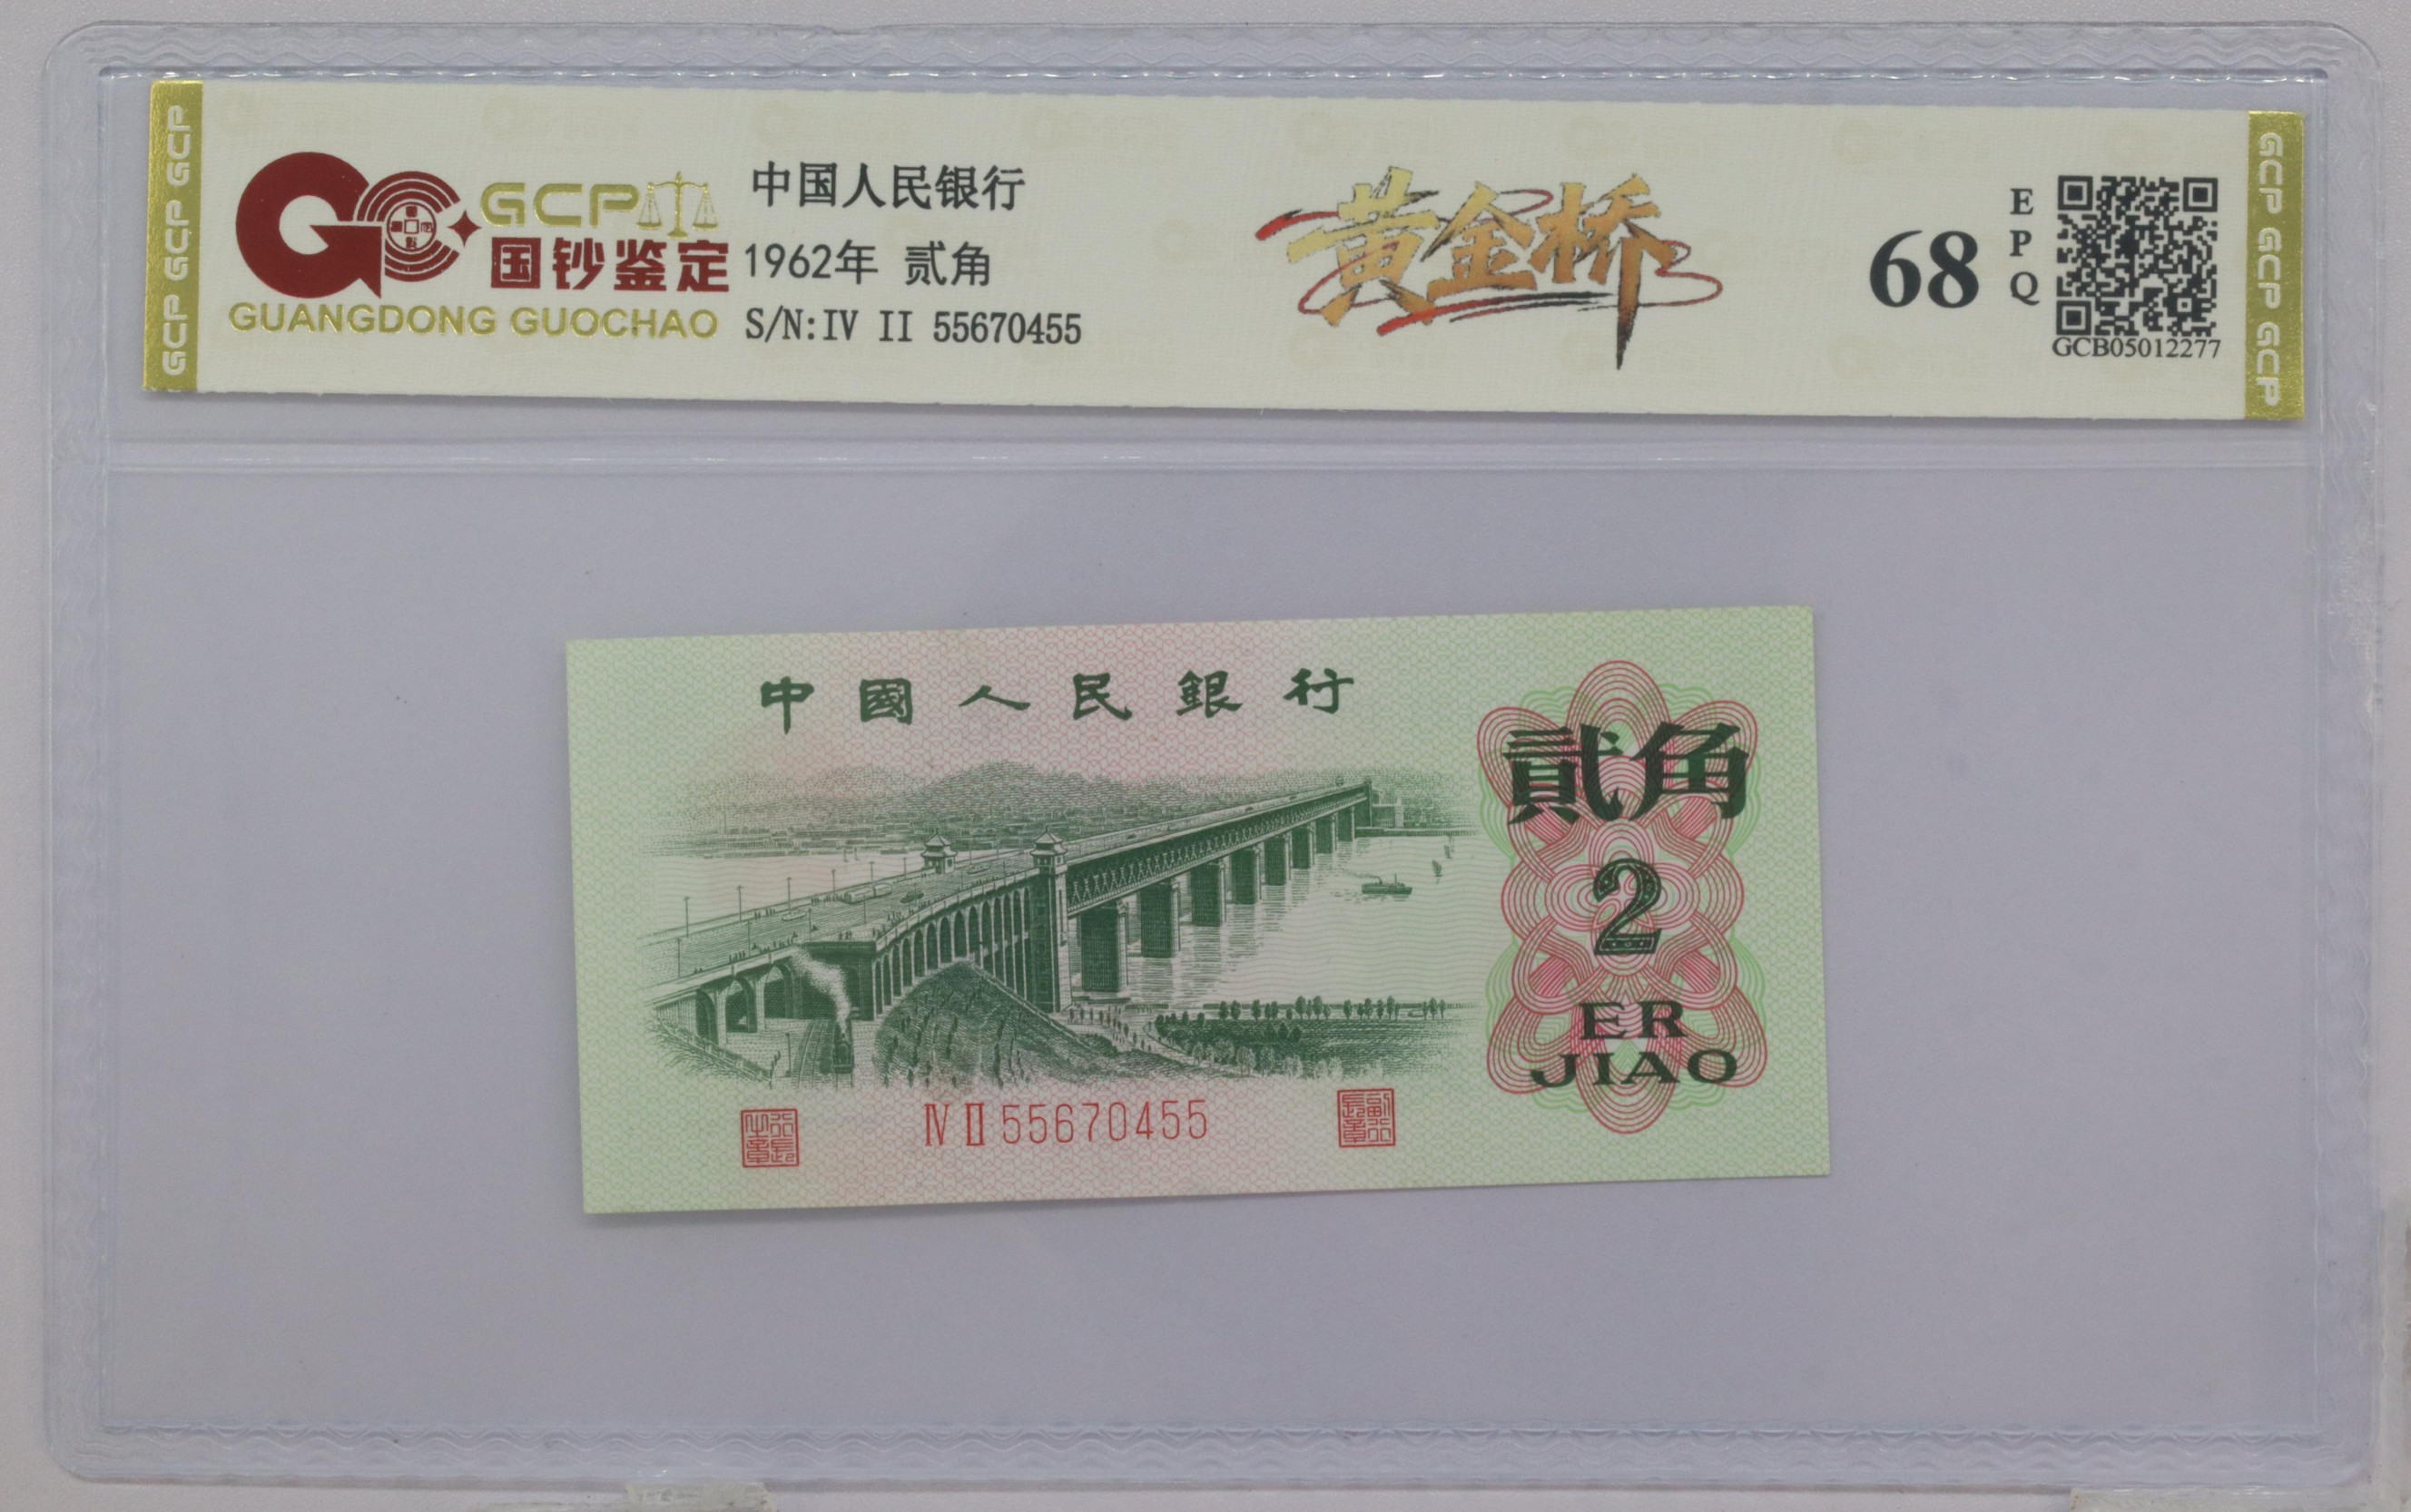 GCP GCP GCP
GCP
国钞鉴定
GUANGDONG GUOCHAO
中国人民银行
1962年 贰角
S/N:IV II 55670455
黄金桥
68
EPQ
GCB05012277
GCP GCP GCP
中國人民銀行
貳角
2
ER
JIAO
IV II 55670455